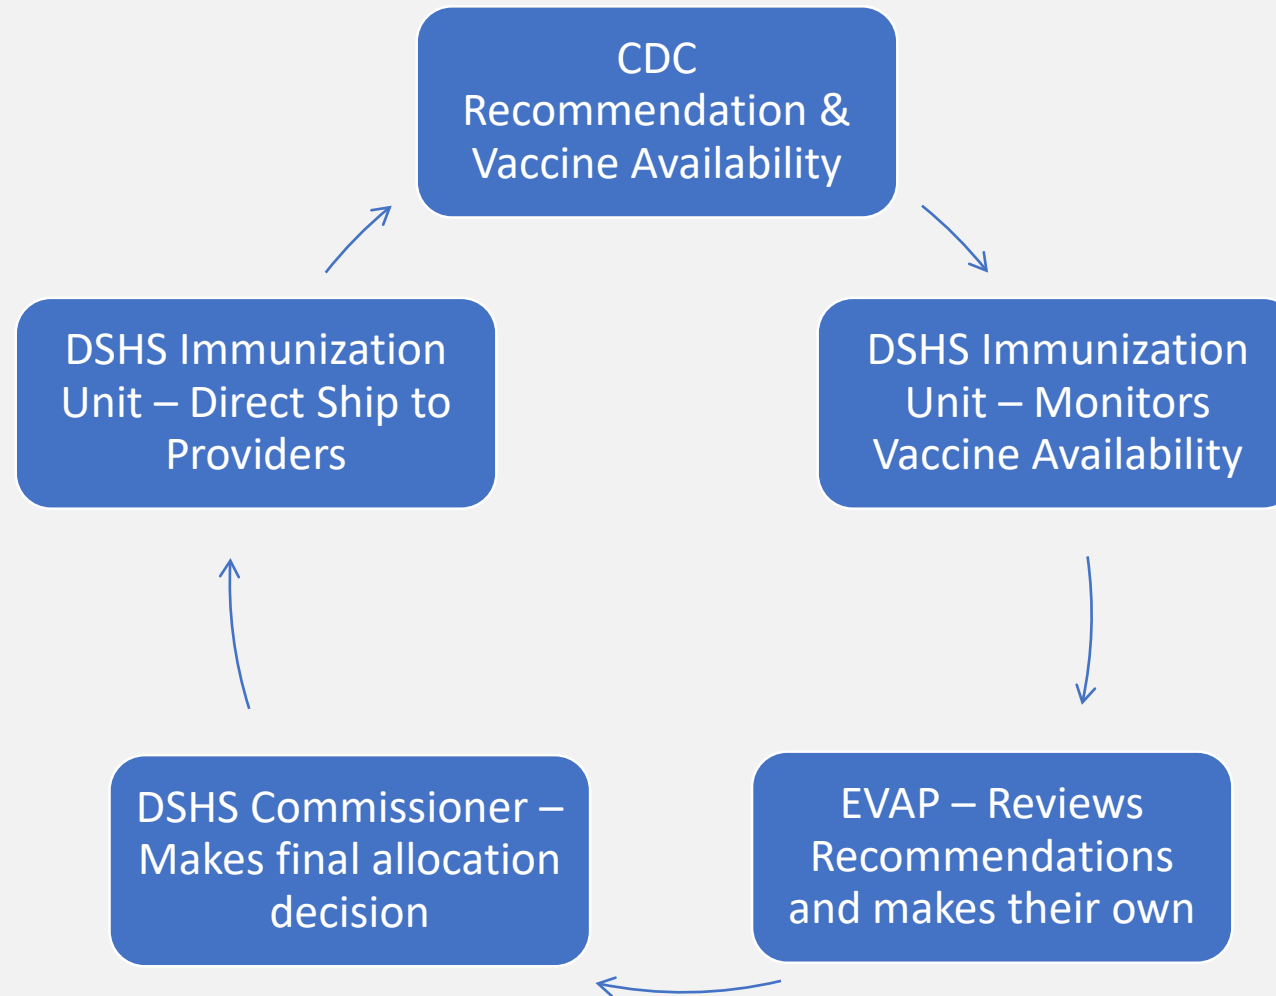 CDC
Recommendation &
Vaccine Availability
DSHS Immunization
Unit – Monitors
Vaccine Availability
EVAP – Reviews
Recommendations
and makes their own
DSHS Commissioner –
Makes final allocation
decision
DSHS Immunization
Unit – Direct Ship to
Providers